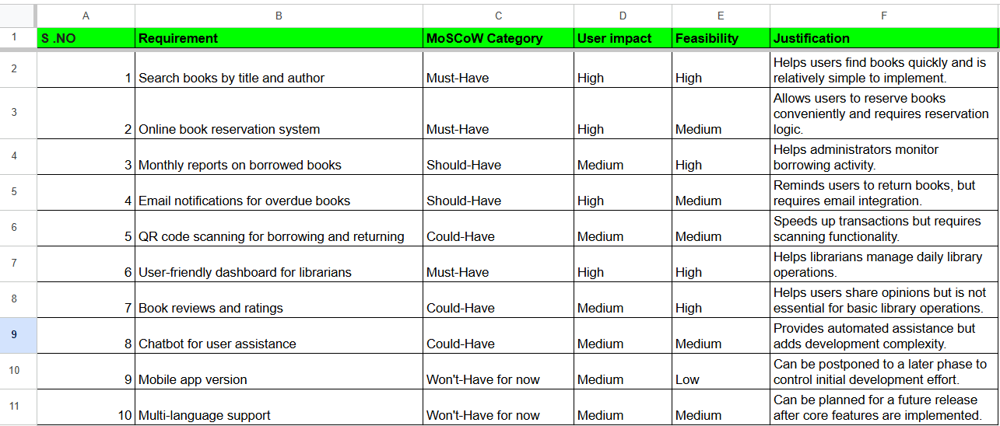 A B C D E F
1 S .NO Requirement MoSCoW Category User impact Feasibility Justification
2 1 Search books by title and author Must-Have High High Helps users find books quickly and is
relatively simple to implement.
3 2 Online book reservation system Must-Have High Medium Allows users to reserve books
conveniently and requires reservation
logic.
4 3 Monthly reports on borrowed books Should-Have Medium High Helps administrators monitor
borrowing activity.
5 4 Email notifications for overdue books Should-Have High Medium Reminds users to return books, but
requires email integration.
6 5 QR code scanning for borrowing and returning Could-Have Medium Medium Speeds up transactions but requires
scanning functionality.
7 6 User-friendly dashboard for librarians Must-Have High High Helps librarians manage daily library
operations.
8 7 Book reviews and ratings Could-Have Medium High Helps users share opinions but is not
essential for basic library operations.
9 8 Chatbot for user assistance Could-Have Medium Medium Provides automated assistance but
adds development complexity.
10 9 Mobile app version Won't-Have for now Medium Low Can be postponed to a later phase to
control initial development effort.
11 10 Multi-language support Won't-Have for now Medium Medium Can be planned for a future release
after core features are implemented.